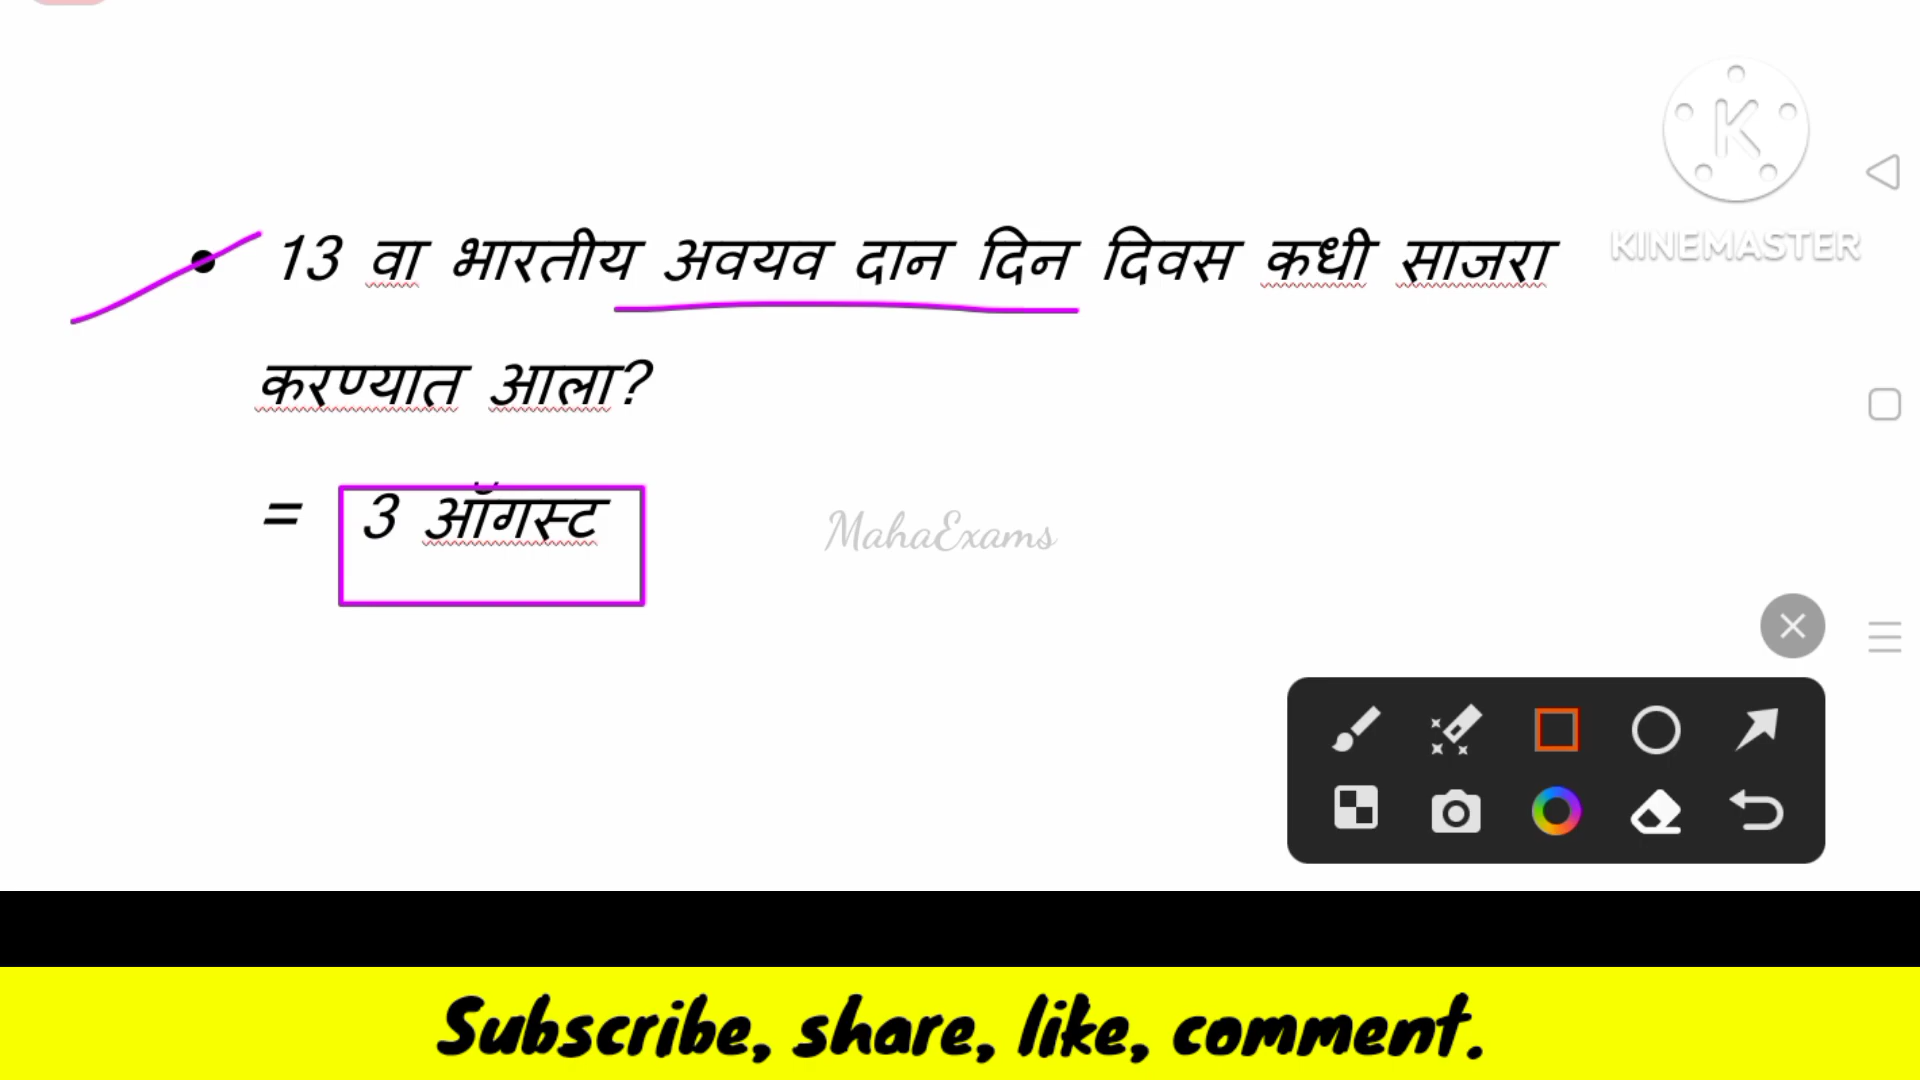 KINEMASTER
• 13 वा भारतीय अवयव दान दिन दिवस कधी साजरा
करण्यात आला?
= 3 ऑगस्ट
MahaExams
Subscribe, share, like, comment.